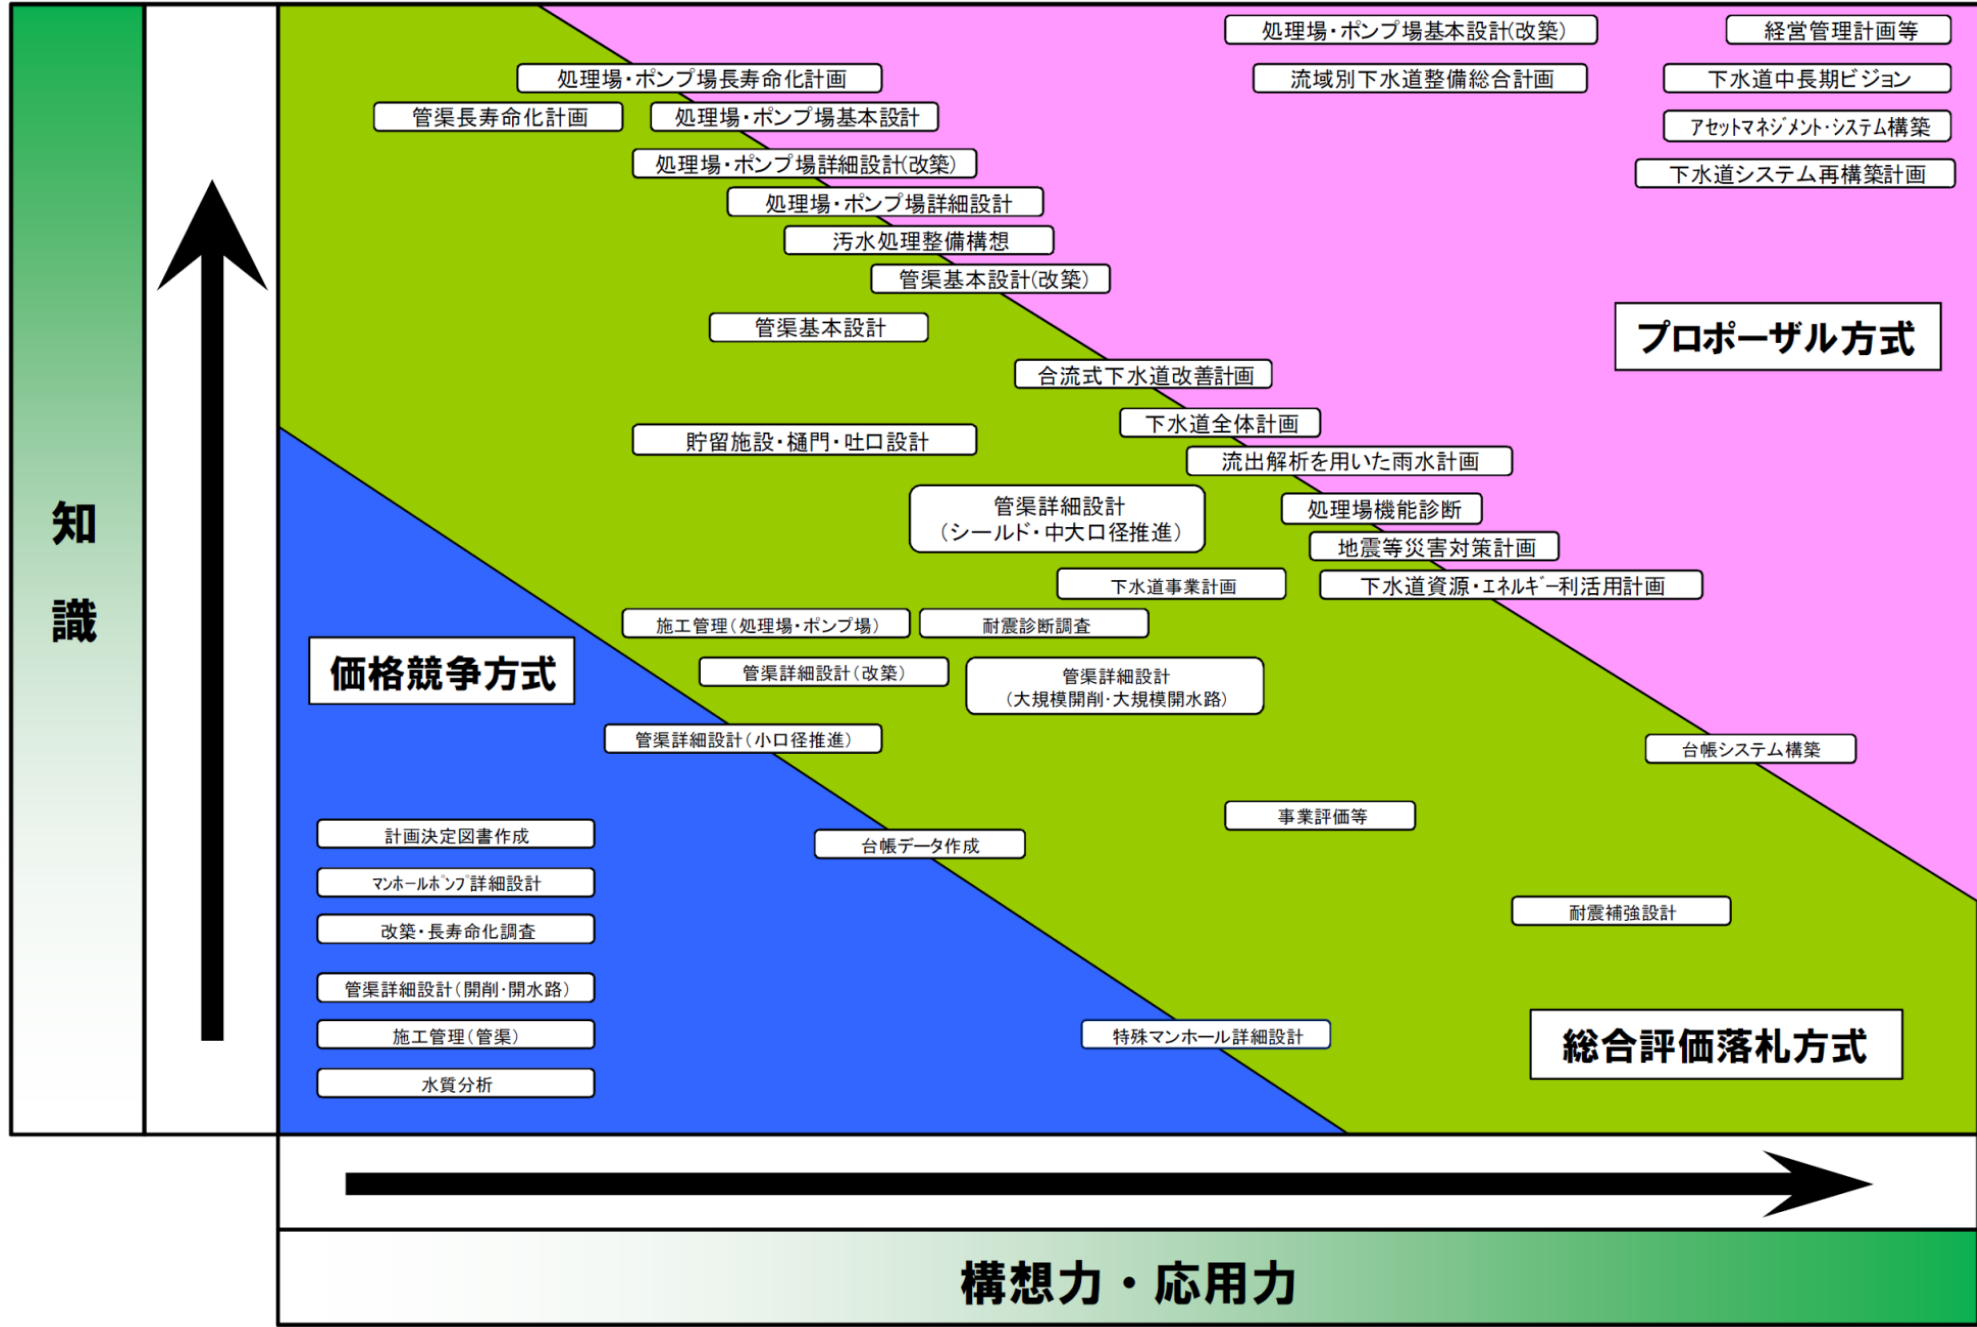 処理場・ポンプ場基本設計(改築)
経営管理計画等
処理場・ポンプ場長寿命化計画
流域別下水道整備総合計画
下水道中長期ビジョン
管渠長寿命化計画
処理場・ポンプ場基本設計
アセットマネジメント・システム構築
処理場・ポンプ場詳細設計(改築)
下水道システム再構築計画
処理場・ポンプ場詳細設計
汚水処理整備構想
管渠基本設計(改築)
管渠基本設計
プロポーザル方式
合流式下水道改善計画
下水道全体計画
貯留施設・樋門・吐口設計
流出解析を用いた雨水計画
管渠詳細設計
(シールド・中大口径推進)
処理場機能診断
地震等災害対策計画
下水道事業計画
下水道資源・エネルギー利活用計画
知
識
施工管理(処理場・ポンプ場)
耐震診断調査
価格競争方式
管渠詳細設計(改築)
管渠詳細設計
(大規模開削・大規模開水路)
管渠詳細設計(小口径推進)
台帳システム構築
事業評価等
計画決定図書作成
台帳データ作成
マンホールポンプ詳細設計
耐震補強設計
改築・長寿命化調査
管渠詳細設計(開削・開水路)
施工管理(管渠)
特殊マンホール詳細設計
総合評価落札方式
水質分析
構想力・応用力